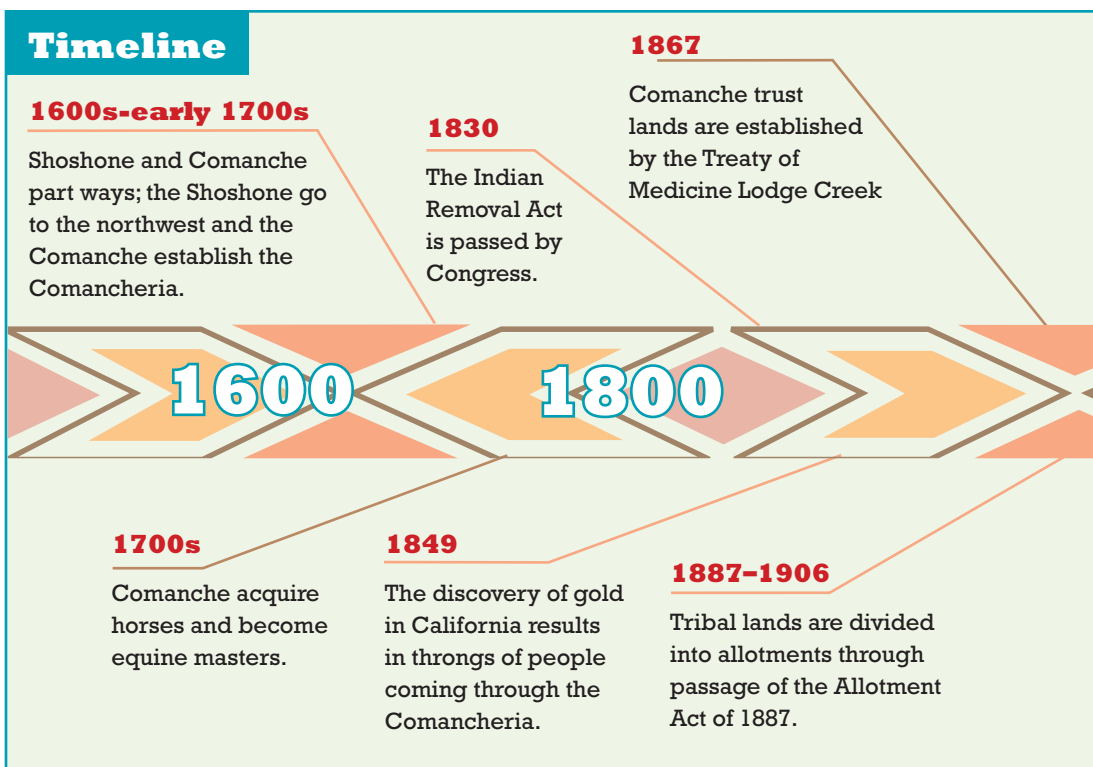 Timeline
1600s-early 1700s
Shoshone and Comanche
part ways; the Shoshone go
to the northwest and the
Comanche establish the
Comancheria.
1830
The Indian
Removal Act
is passed by
Congress.
1867
Comanche trust
lands are established
by the Treaty of
Medicine Lodge Creek
1600
1800
1700s
Comanche acquire
horses and become
equine masters.
1849
The discovery of gold
in California results
in throngs of people
coming through the
Comancheria.
1887–1906
Tribal lands are divided
into allotments through
passage of the Allotment
Act of 1887.